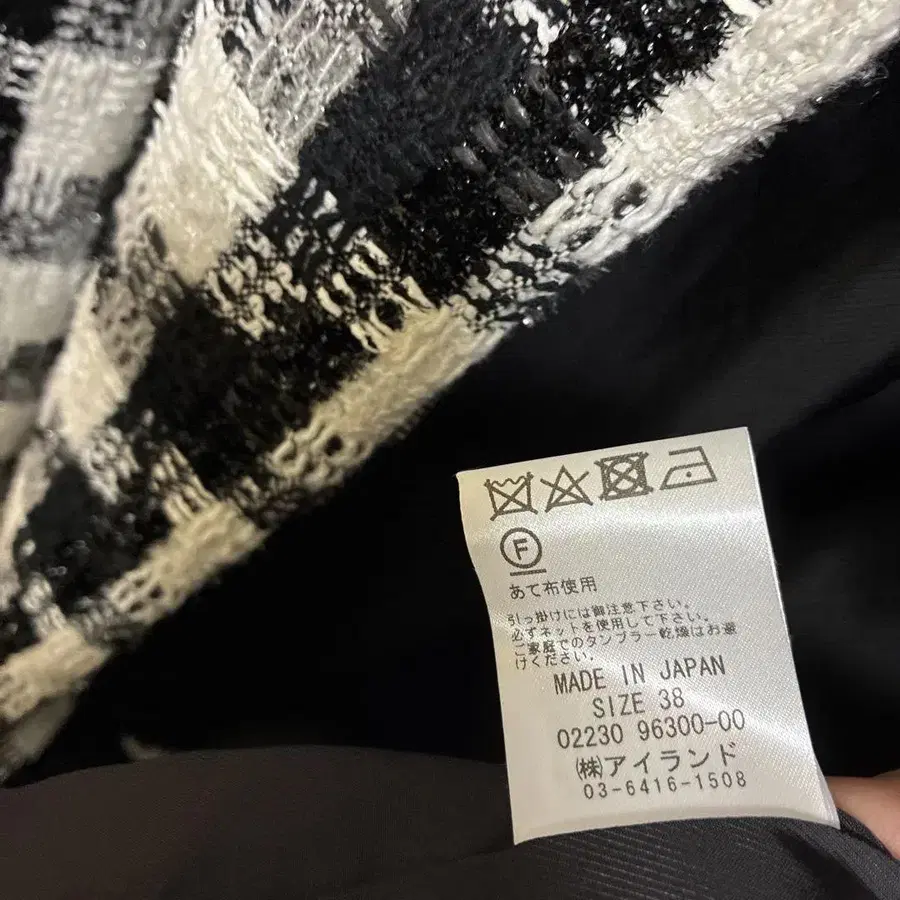 F
あて布使用
引っ掛けには御注意下さい。
必ずネットを使用して下さい。
ご家庭でのタンブラー乾燥はお避
けください。
MADE IN JAPAN
SIZE 38
02230 96300-00
㈱アイランド
03-6416-1508